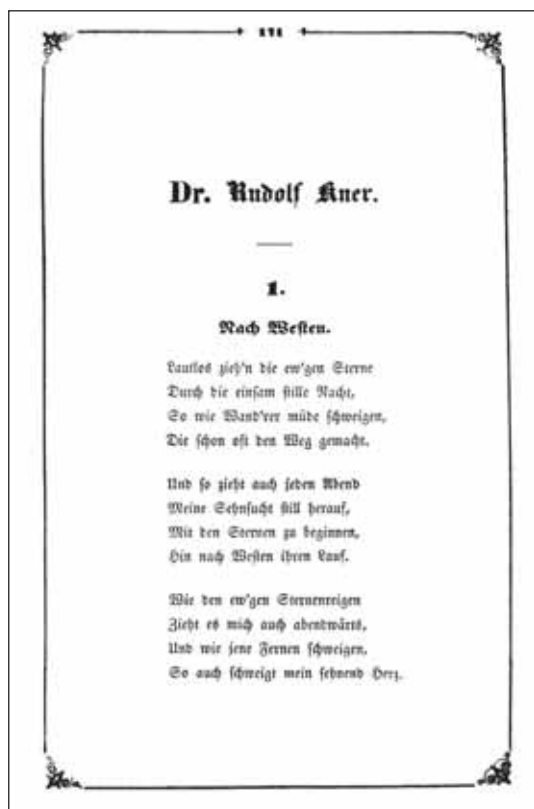 171
Dr. Rudolf Kner.
1.
Nach Westen.
Lautlos zieh'n die ew'gen Sterne
Durch die einsam stille Nacht,
So wie Wand'rer müde schweigen,
Die schon oft den Weg gemacht.
Und so zieht auch jeden Abend
Meine Sehnsucht still herauf,
Mit den Sternen zu beginnen,
Hin nach Westen ihren Lauf.
Wie den ew'gen Sternenreigen
Zieht es mich auch abendwärts,
Und wie jene Fernen schweigen,
So auch schweigt mein sehnend Herz.